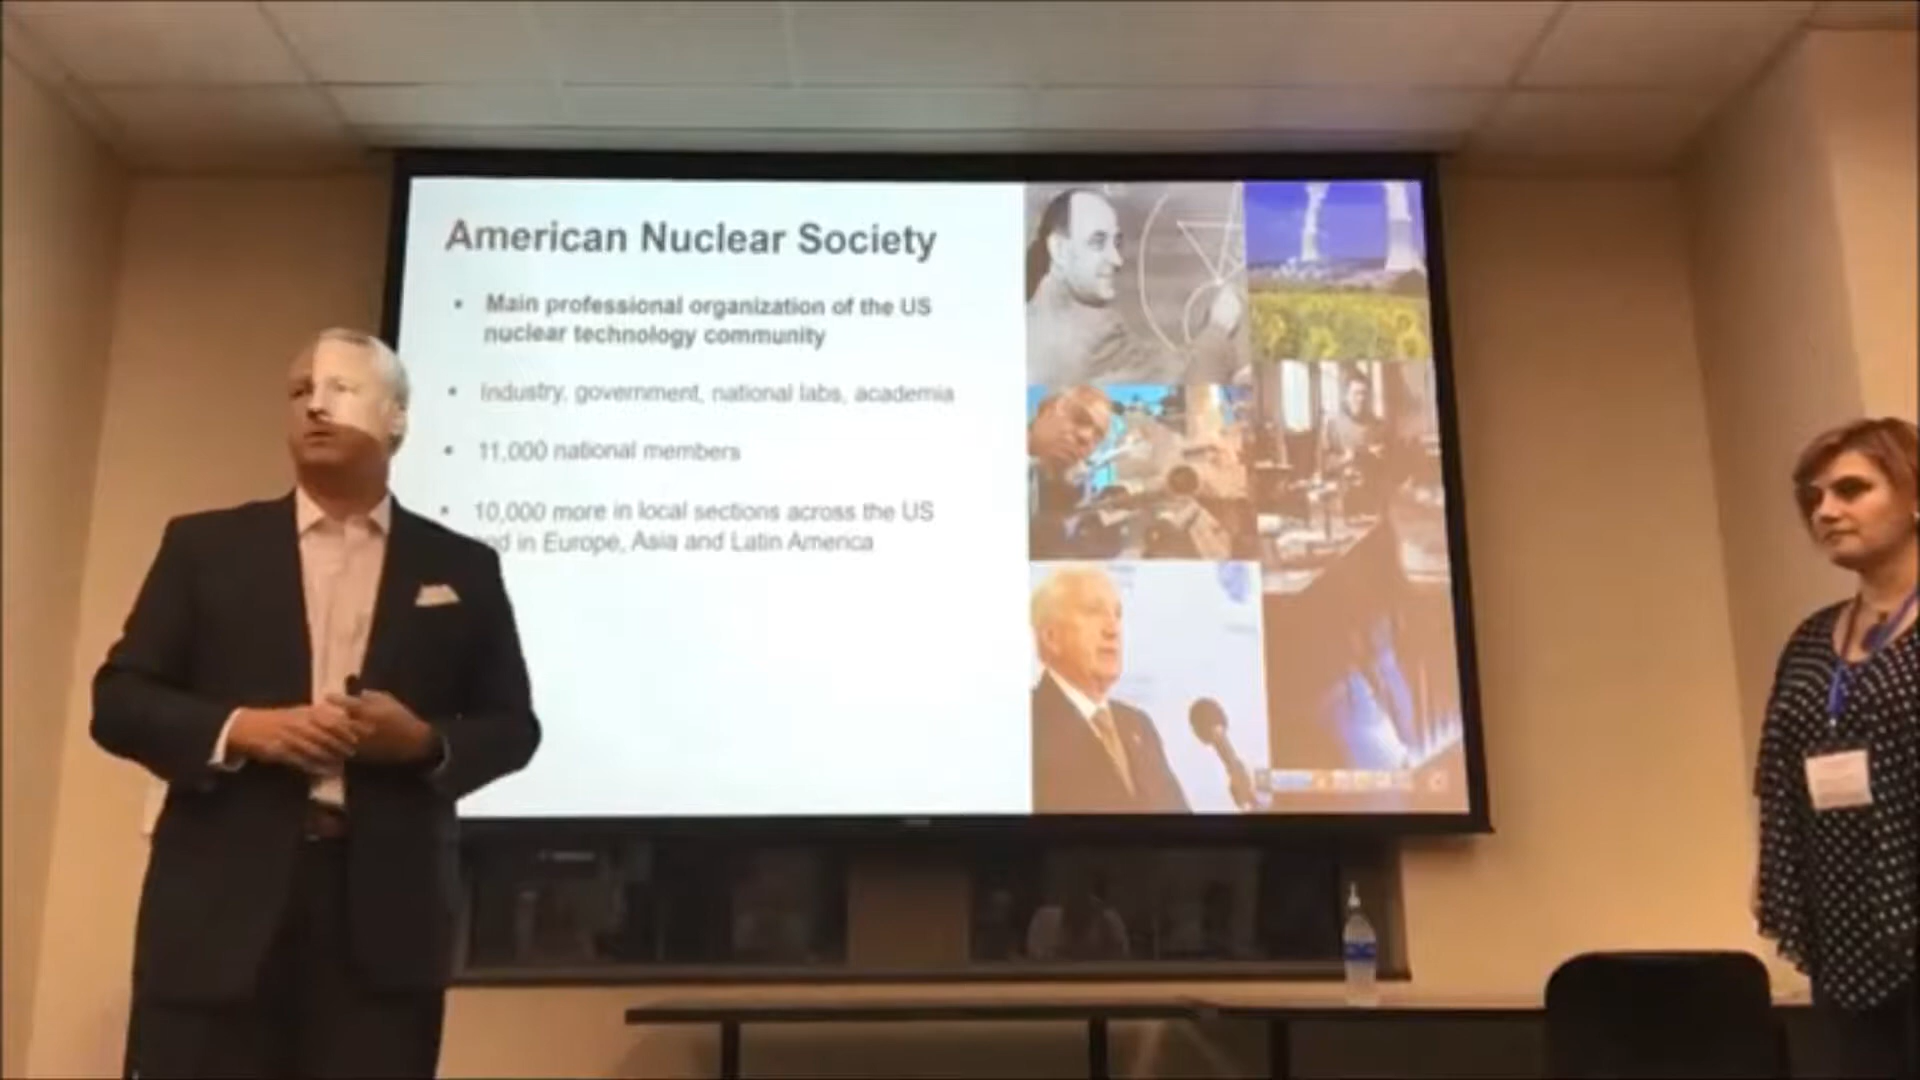 American Nuclear Society
• Main professional organization of the US
nuclear technology community
• Industry, government, national labs, academia
• 11,000 national members
• 10,000 more in local sections across the US
in Europe, Asia and Latin America